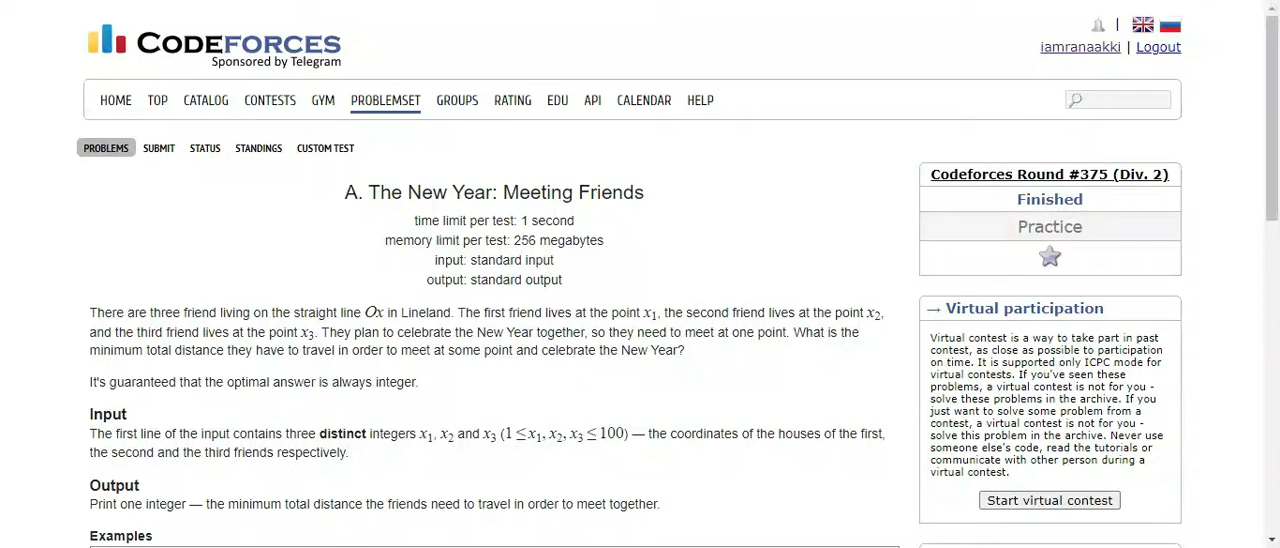 CODEFORCES
Sponsored by Telegram
|
iamranaakki | Logout
HOME TOP CATALOG CONTESTS GYM PROBLEMSET GROUPS RATING EDU API CALENDAR HELP
PROBLEMS SUBMIT STATUS STANDINGS CUSTOM TEST
A. The New Year: Meeting Friends
time limit per test: 1 second
memory limit per test: 256 megabytes
input: standard input
output: standard output
There are three friend living on the straight line Ox in Lineland. The first friend lives at the point x1, the second friend lives at the point x2,
and the third friend lives at the point x3. They plan to celebrate the New Year together, so they need to meet at one point. What is the
minimum total distance they have to travel in order to meet at some point and celebrate the New Year?
It's guaranteed that the optimal answer is always integer.
Input
The first line of the input contains three distinct integers x1, x2 and x3 (1 ≤ x1, x2, x3 ≤ 100) — the coordinates of the houses of the first,
the second and the third friends respectively.
Output
Print one integer — the minimum total distance the friends need to travel in order to meet together.
Examples
Codeforces Round #375 (Div. 2)
Finished
Practice
→ Virtual participation
Virtual contest is a way to take part in past
contest, as close as possible to participation
on time. It is supported only ICPC mode for
virtual contests. If you've seen these
problems, a virtual contest is not for you -
solve these problems in the archive. If you
just want to solve some problem from a
contest, a virtual contest is not for you -
solve this problem in the archive. Never use
someone else's code, read the tutorials or
communicate with other person during a
virtual contest.
Start virtual contest